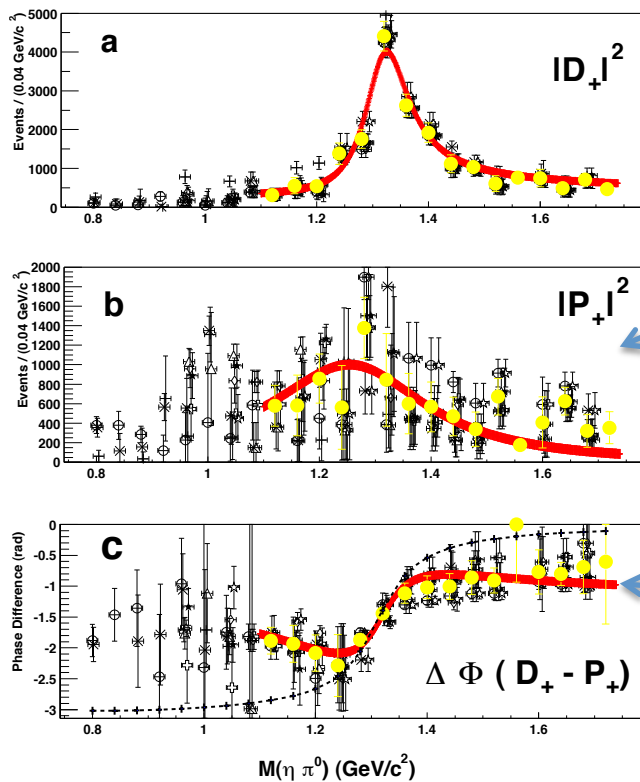 5000
4000
3000
2000
1000
0
Events / (0.04 GeV/c²)
a
|D₊|²
0.8 1 1.2 1.4 1.6
2000
1800
1600
1400
1200
1000
800
600
400
200
0
Events / (0.04 GeV/c²)
b
|P₊|²
0.8 1 1.2 1.4 1.6
0
-0.5
-1
-1.5
-2
-2.5
-3
Phase Difference (rad)
c
Δ Φ ( D₊ - P₊ )
0.8 1 1.2 1.4 1.6
M(η π⁰) (GeV/c²)